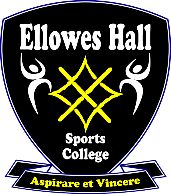 Ellowes Hall
Sports
College
Aspirare et Vincere